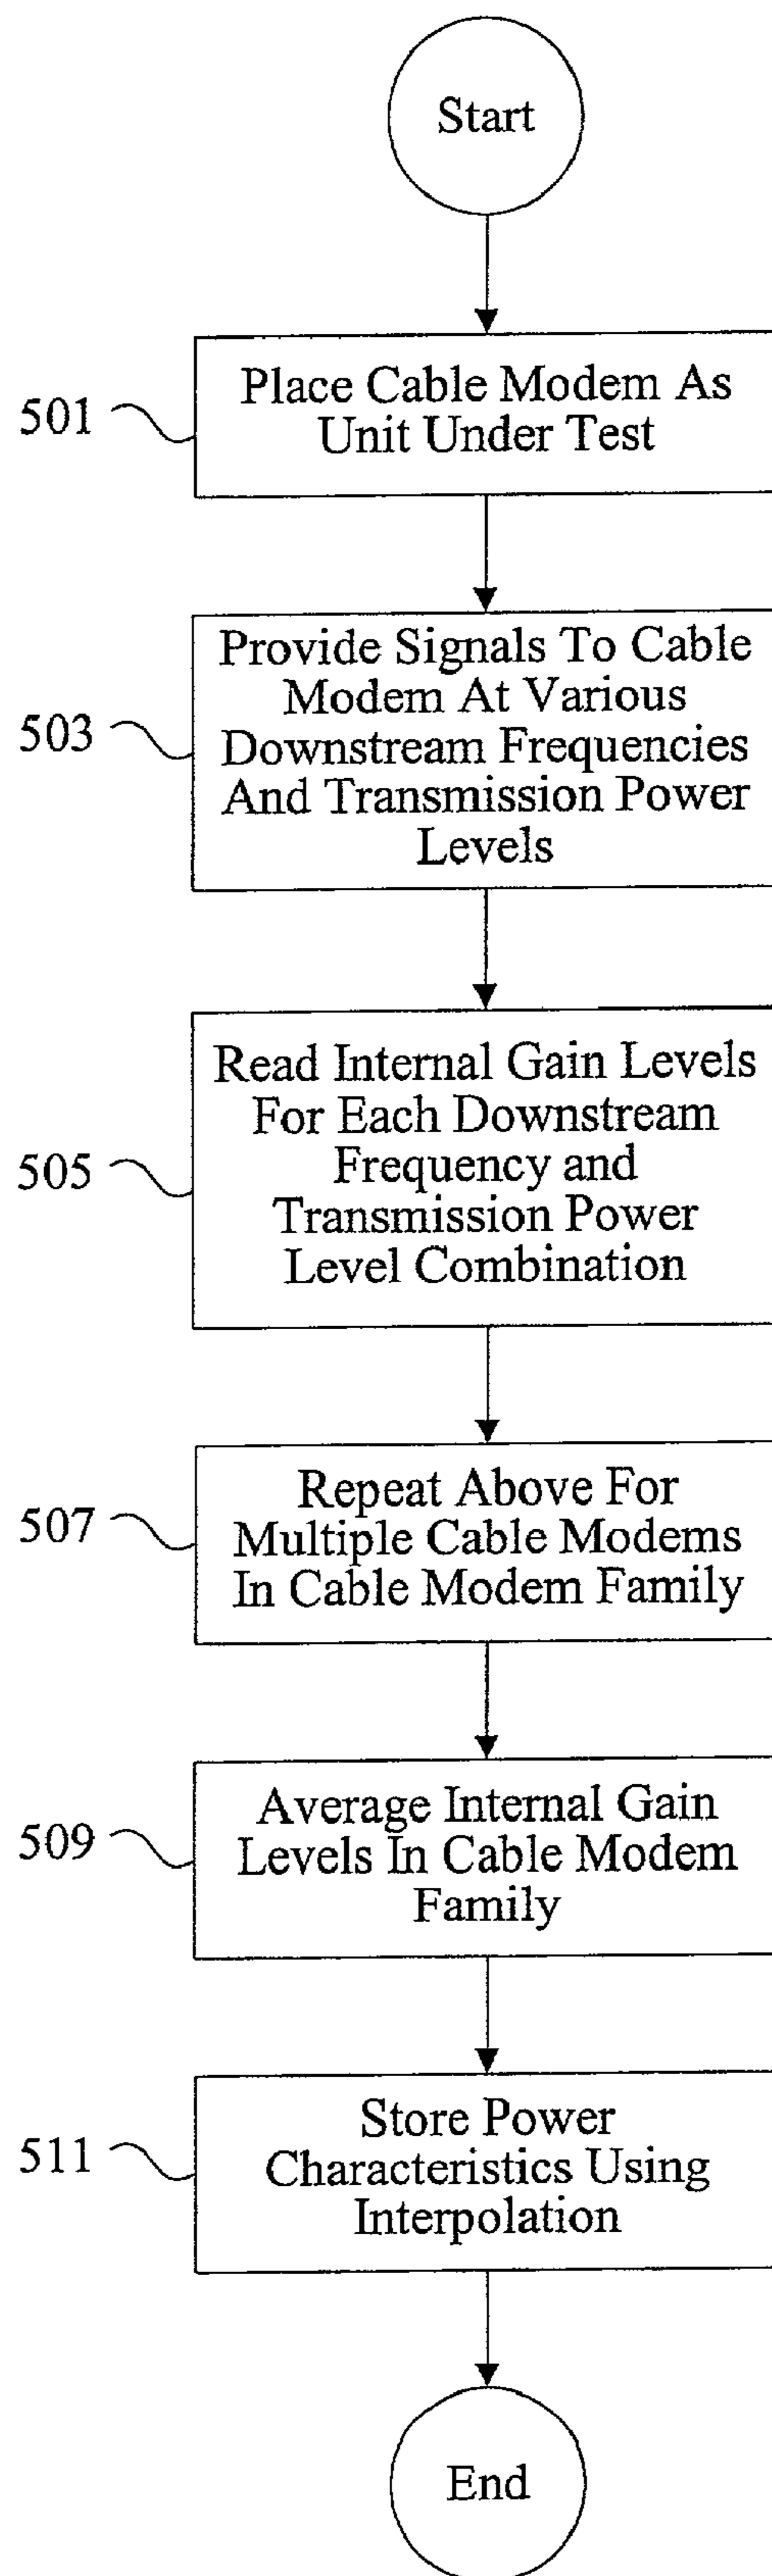 Start
501
Place Cable Modem As
Unit Under Test
503
Provide Signals To Cable
Modem At Various
Downstream Frequencies
And Transmission Power
Levels
505
Read Internal Gain Levels
For Each Downstream
Frequency and
Transmission Power
Level Combination
507
Repeat Above For
Multiple Cable Modems
In Cable Modem Family
509
Average Internal Gain
Levels In Cable Modem
Family
511
Store Power
Characteristics Using
Interpolation
End